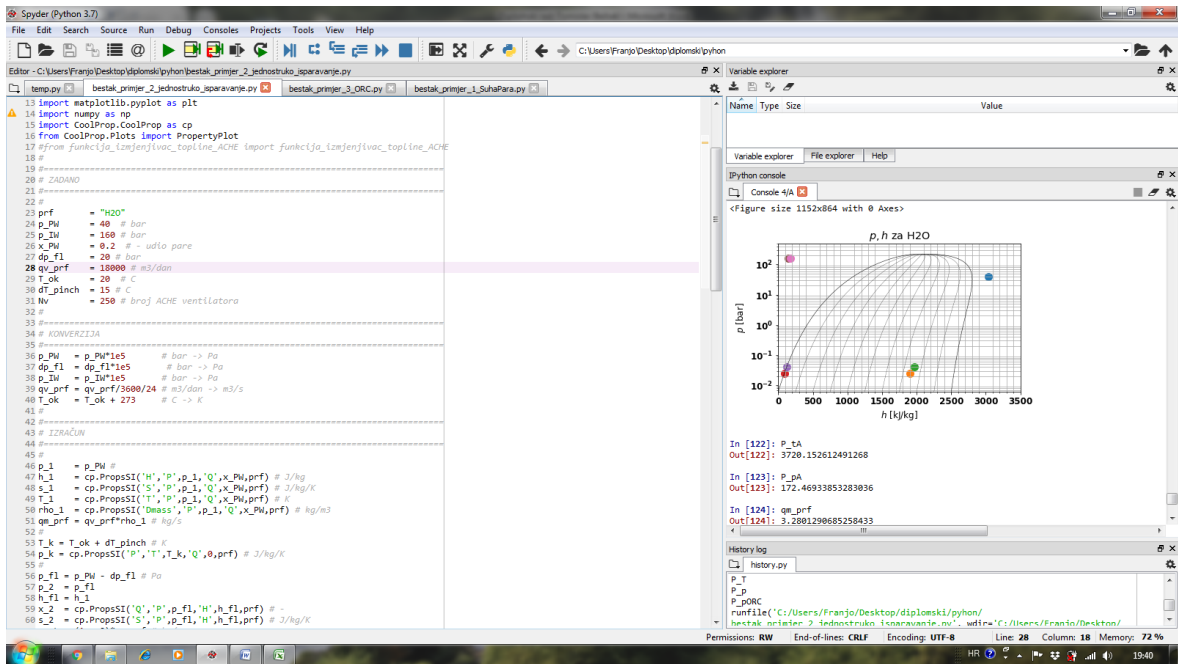 Spyder (Python 3.7)
File Edit Search Source Run Debug Consoles Projects Tools View Help
C:\Users\Franjo\Desktop\diplomski\pyhon
Editor - C:\Users\Franjo\Desktop\diplomski\pyhon\bestak_primjer_2_jednostruko_isparavanje.py
temp.py bestak_primjer_2_jednostruko_isparavanje.py bestak_primjer_3_ORC.py bestak_primjer_1_SuhaPara.py
13 import matplotlib.pyplot as plt
14 import numpy as np
15 import CoolProp.CoolProp as cp
16 from CoolProp.Plots import PropertyPlot
17 #from funkcija_izmjenjivac_topline_ACHE import funkcija_izmjenjivac_topline_ACHE
18 #
19 #==============================================================================
20 # ZADANO
21 #==============================================================================
22 #
23 prf = "H2O"
24 p_PW = 40 # bar
25 p_IW = 160 # bar
26 x_PW = 0.2 # - udio pare
27 dp_fl = 20 # bar
28 qv_prf = 18000 # m3/dan
29 T_ok = 20 # C
30 dT_pinch = 15 # C
31 Nv = 250 # broj ACHE ventilatora
32 #
33 #==============================================================================
34 # KONVERZIJA
35 #==============================================================================
36 p_PW = p_PW*1e5 # bar -> Pa
37 dp_fl = dp_fl*1e5 # bar -> Pa
38 p_IW = p_IW*1e5 # bar -> Pa
39 qv_prf = qv_prf/3600/24 # m3/dan -> m3/s
40 T_ok = T_ok + 273 # C -> K
41 #
42 #==============================================================================
43 # IZRAČUN
44 #==============================================================================
45 #
46 p_1 = p_PW #
47 h_1 = cp.PropsSI('H','P',p_1,'Q',x_PW,prf) # J/kg
48 s_1 = cp.PropsSI('S','P',p_1,'Q',x_PW,prf) # J/kg/K
49 T_1 = cp.PropsSI('T','P',p_1,'Q',x_PW,prf) # K
50 rho_1 = cp.PropsSI('Dmass','P',p_1,'Q',x_PW,prf) # kg/m3
51 qm_prf = qv_prf*rho_1 # kg/s
52 #
53 T_k = T_ok + dT_pinch # K
54 p_k = cp.PropsSI('P','T',T_k,'Q',0,prf) # J/kg/K
55 #
56 p_fl = p_PW - dp_fl # Pa
57 p_2 = p_fl
58 h_fl = h_1
59 x_2 = cp.PropsSI('Q','P',p_fl,'H',h_fl,prf) # -
60 s_2 = cp.PropsSI('S','P',p_fl,'H',h_fl,prf) # J/kg/K
Variable explorer
Name Type Size Value
Variable explorer File explorer Help
IPython console
Console 4/A
<Figure size 1152x864 with 0 Axes>
p, h za H2O
10² 10¹ 10⁰ 10⁻¹ 10⁻²
p [bar]
0 500 1000 1500 2000 2500 3000 3500
h [kJ/kg]
In [122]: P_tA
Out[122]: 3720.152612491268
In [123]: P_pA
Out[123]: 172.46933853283036
In [124]: qm_prf
Out[124]: 3.2801290685258433
History log
history.py
P_T
P_p
P_pORC
runfile('C:/Users/Franjo/Desktop/diplomski/pyhon/
bestak_primjer_2_jednostruko_isparavanje.py', wdir='C:/Users/Franjo/Desktop/
Permissions: RW End-of-lines: CRLF Encoding: UTF-8 Line: 28 Column: 18 Memory: 72 %
HR 19:40